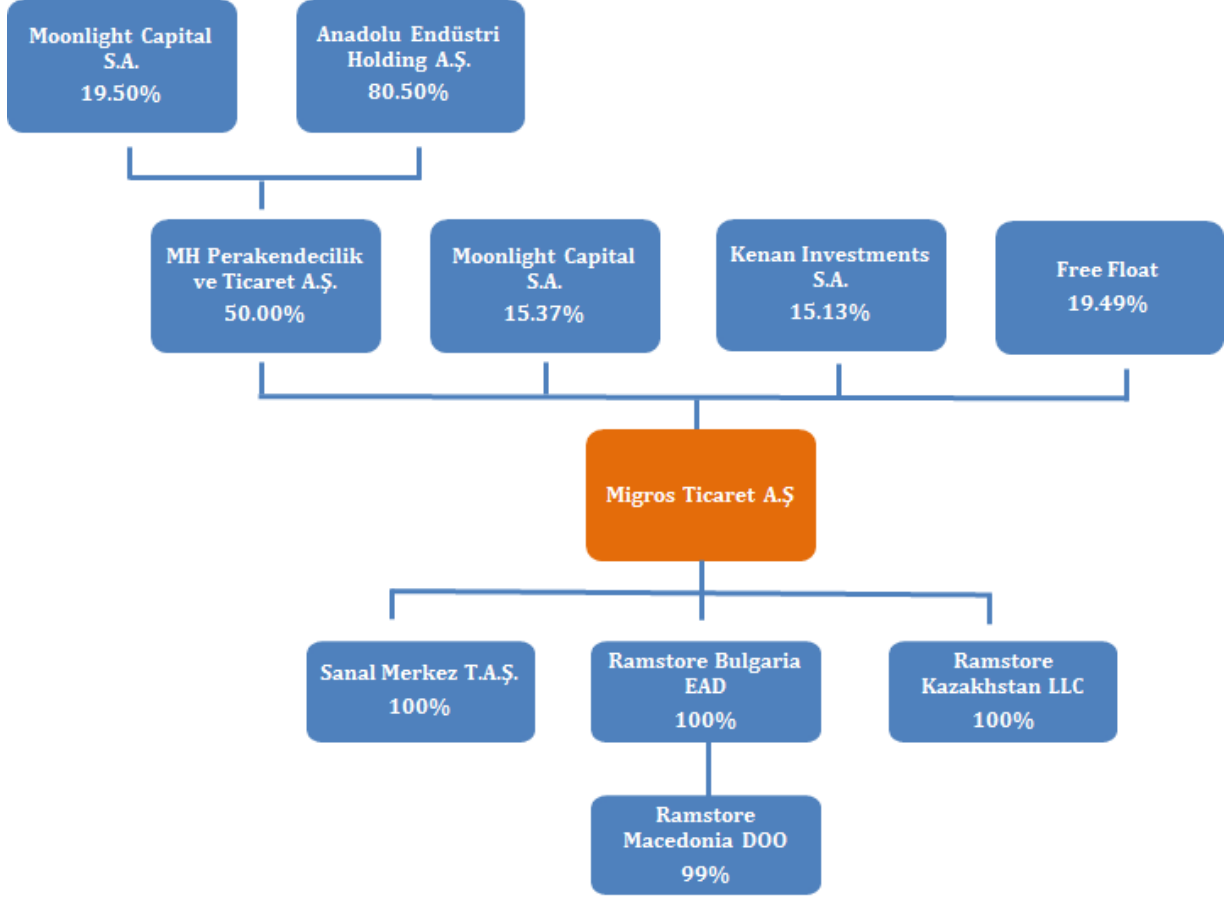 Moonlight Capital
S.A.
19.50%
Anadolu Endüstri
Holding A.Ş.
80.50%
MH Perakendecilik
ve Ticaret A.Ş.
50.00%
Moonlight Capital
S.A.
15.37%
Kenan Investments
S.A.
15.13%
Free Float
19.49%
Migros Ticaret A.Ş
Sanal Merkez T.A.Ş.
100%
Ramstore Bulgaria
EAD
100%
Ramstore
Kazakhstan LLC
100%
Ramstore
Macedonia DOO
99%